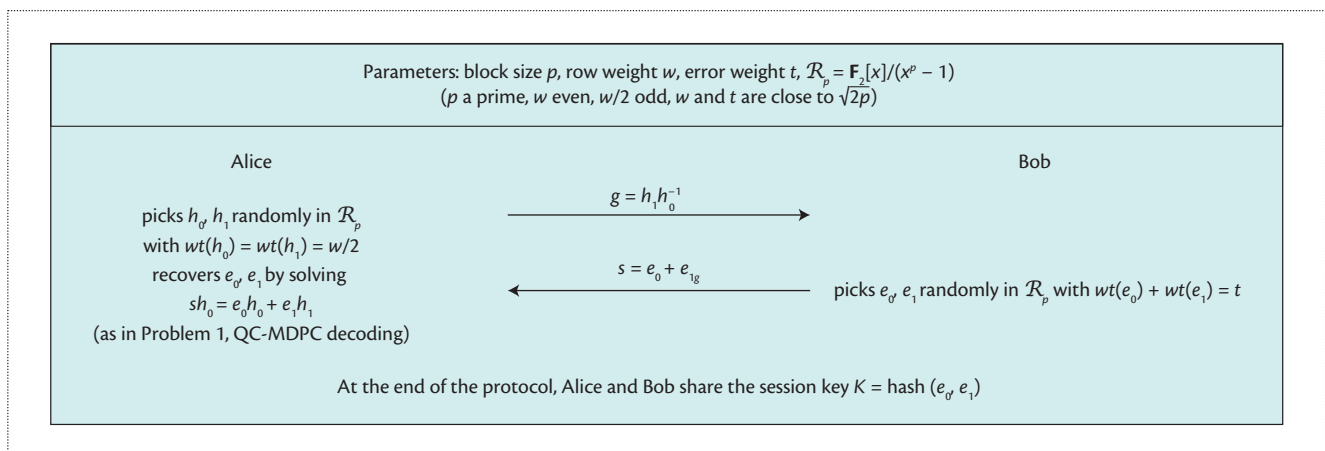 Parameters: block size p, row weight w, error weight t, ℛₚ = F₂[x]/(xᵖ – 1)
(p a prime, w even, w/2 odd, w and t are close to √2p)
Alice
Bob
g = h₁h₀⁻¹
picks h₀, h₁ randomly in ℛₚ
with wt(h₀) = wt(h₁) = w/2
recovers e₀, e₁ by solving
sh₀ = e₀h₀ + e₁h₁
(as in Problem 1, QC-MDPC decoding)
s = e₀ + e₁g
picks e₀, e₁ randomly in ℛₚ with wt(e₀) + wt(e₁) = t
At the end of the protocol, Alice and Bob share the session key K = hash (e₀, e₁)